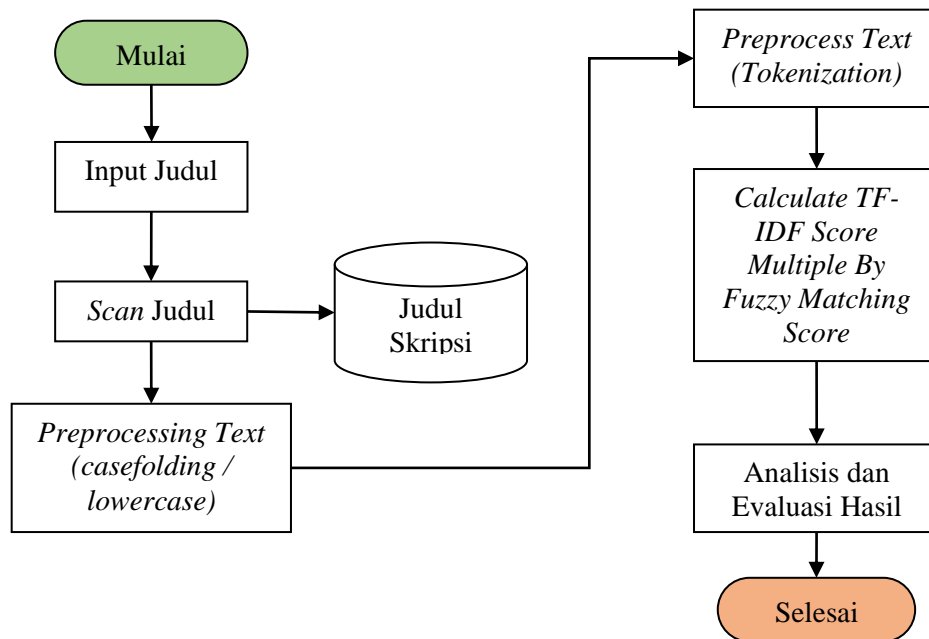 Mulai
Input Judul
Scan Judul
Judul
Skripsi
Preprocessing Text
(casefolding /
lowercase)
Preprocess Text
(Tokenization)
Calculate TF-
IDF Score
Multiple By
Fuzzy Matching
Score
Analisis dan
Evaluasi Hasil
Selesai